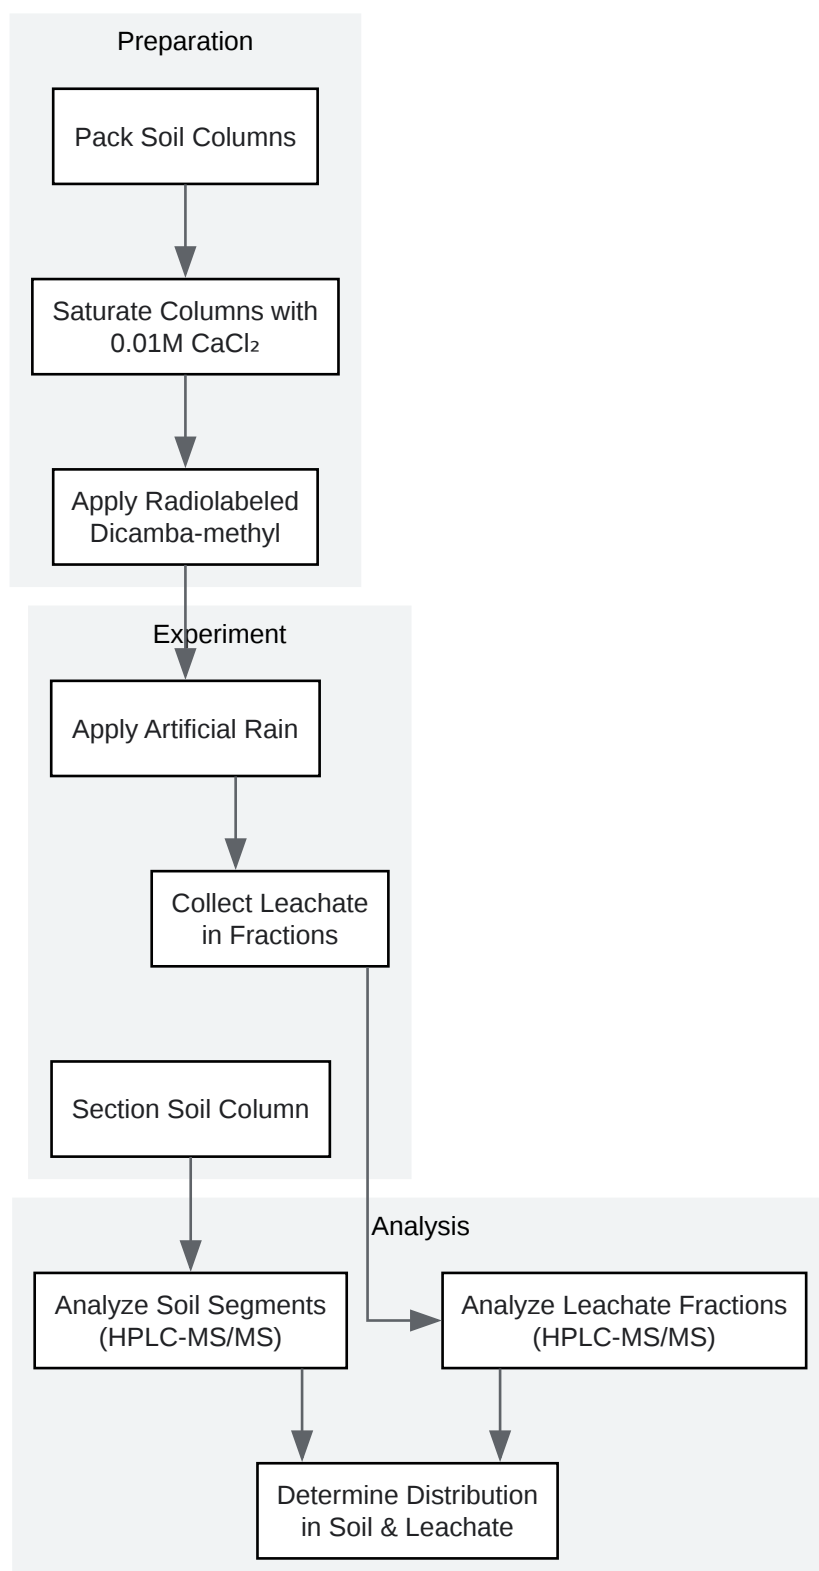 Preparation
Pack Soil Columns
Saturate Columns with
0.01M CaCl₂
Apply Radiolabeled
Dicamba-methyl
Experiment
Apply Artificial Rain
Collect Leachate
in Fractions
Section Soil Column
Analysis
Analyze Soil Segments
(HPLC-MS/MS)
Analyze Leachate Fractions
(HPLC-MS/MS)
Determine Distribution
in Soil & Leachate